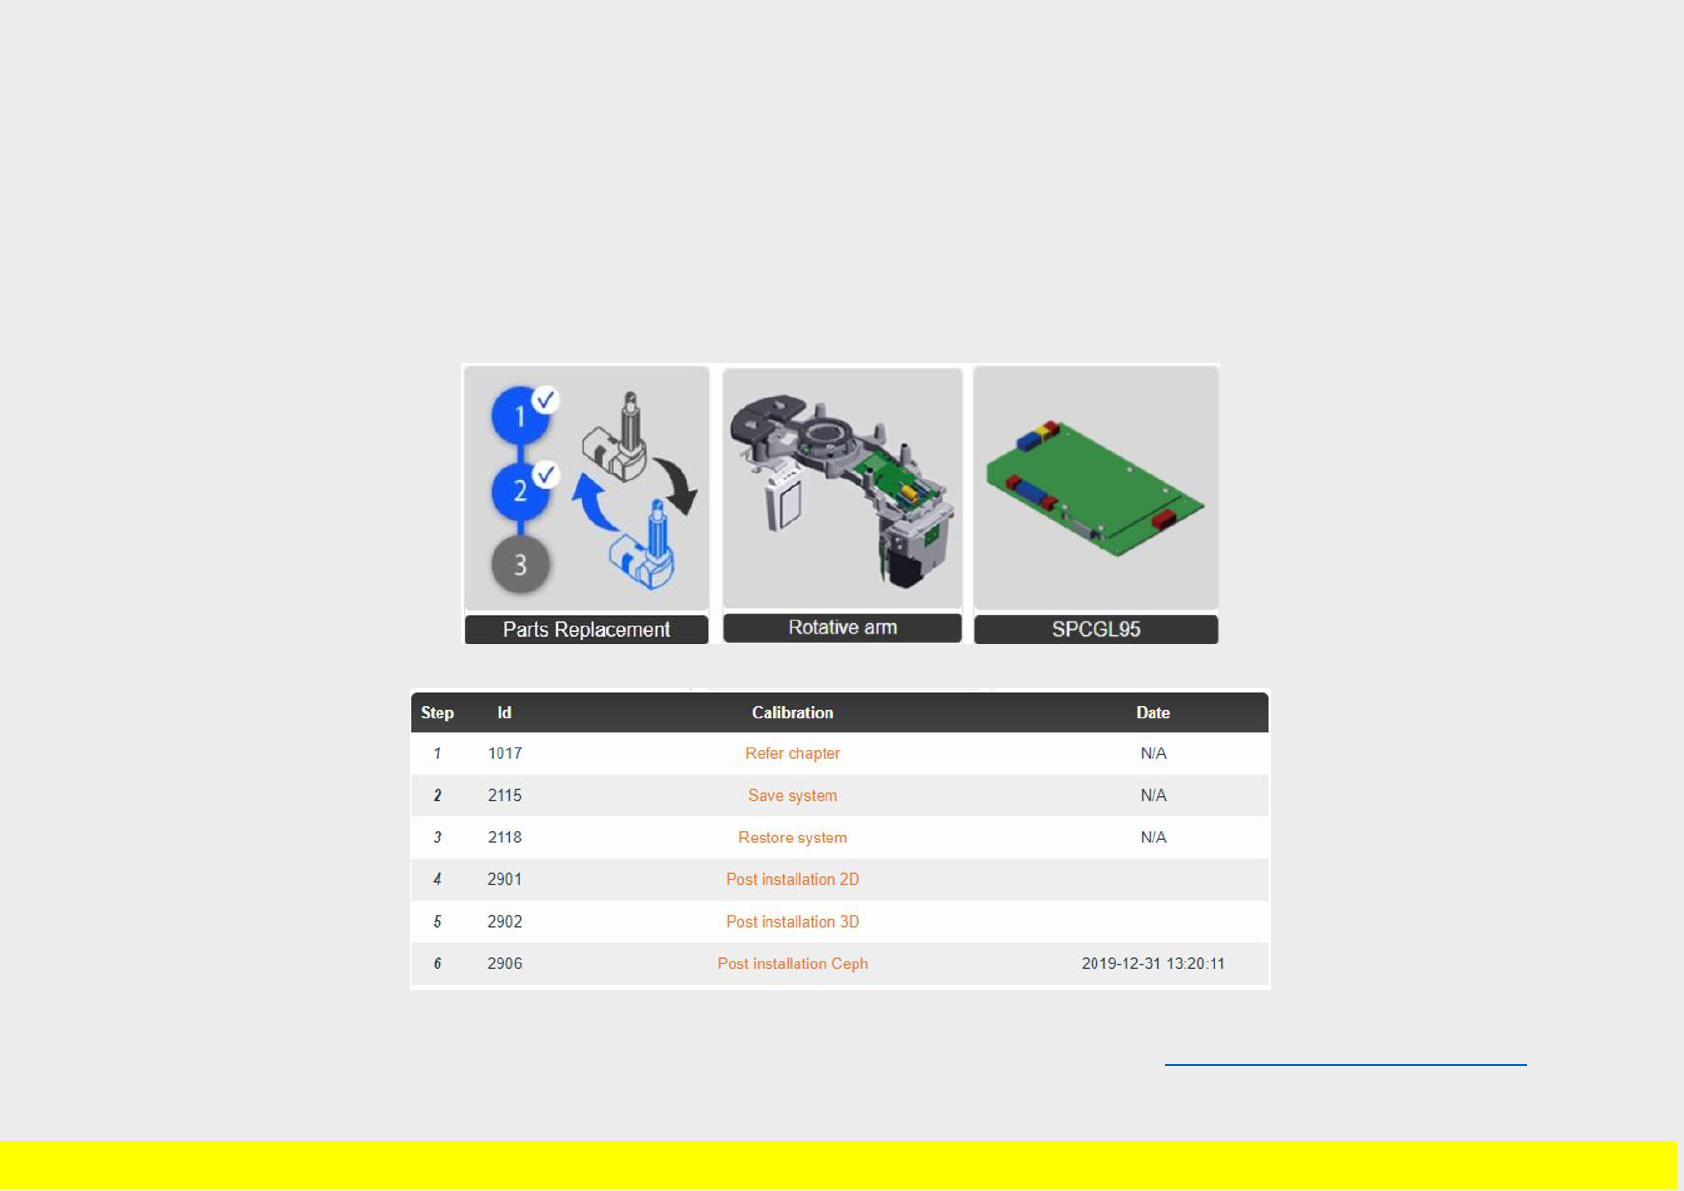 1
2
3
Parts Replacement
Rotative arm
SPCGL95
Step Id Calibration Date
1 1017 Refer chapter N/A
2 2115 Save system N/A
3 2118 Restore system N/A
4 2901 Post installation 2D
5 2902 Post installation 3D
6 2906 Post installation Ceph 2019-12-31 13:20:11